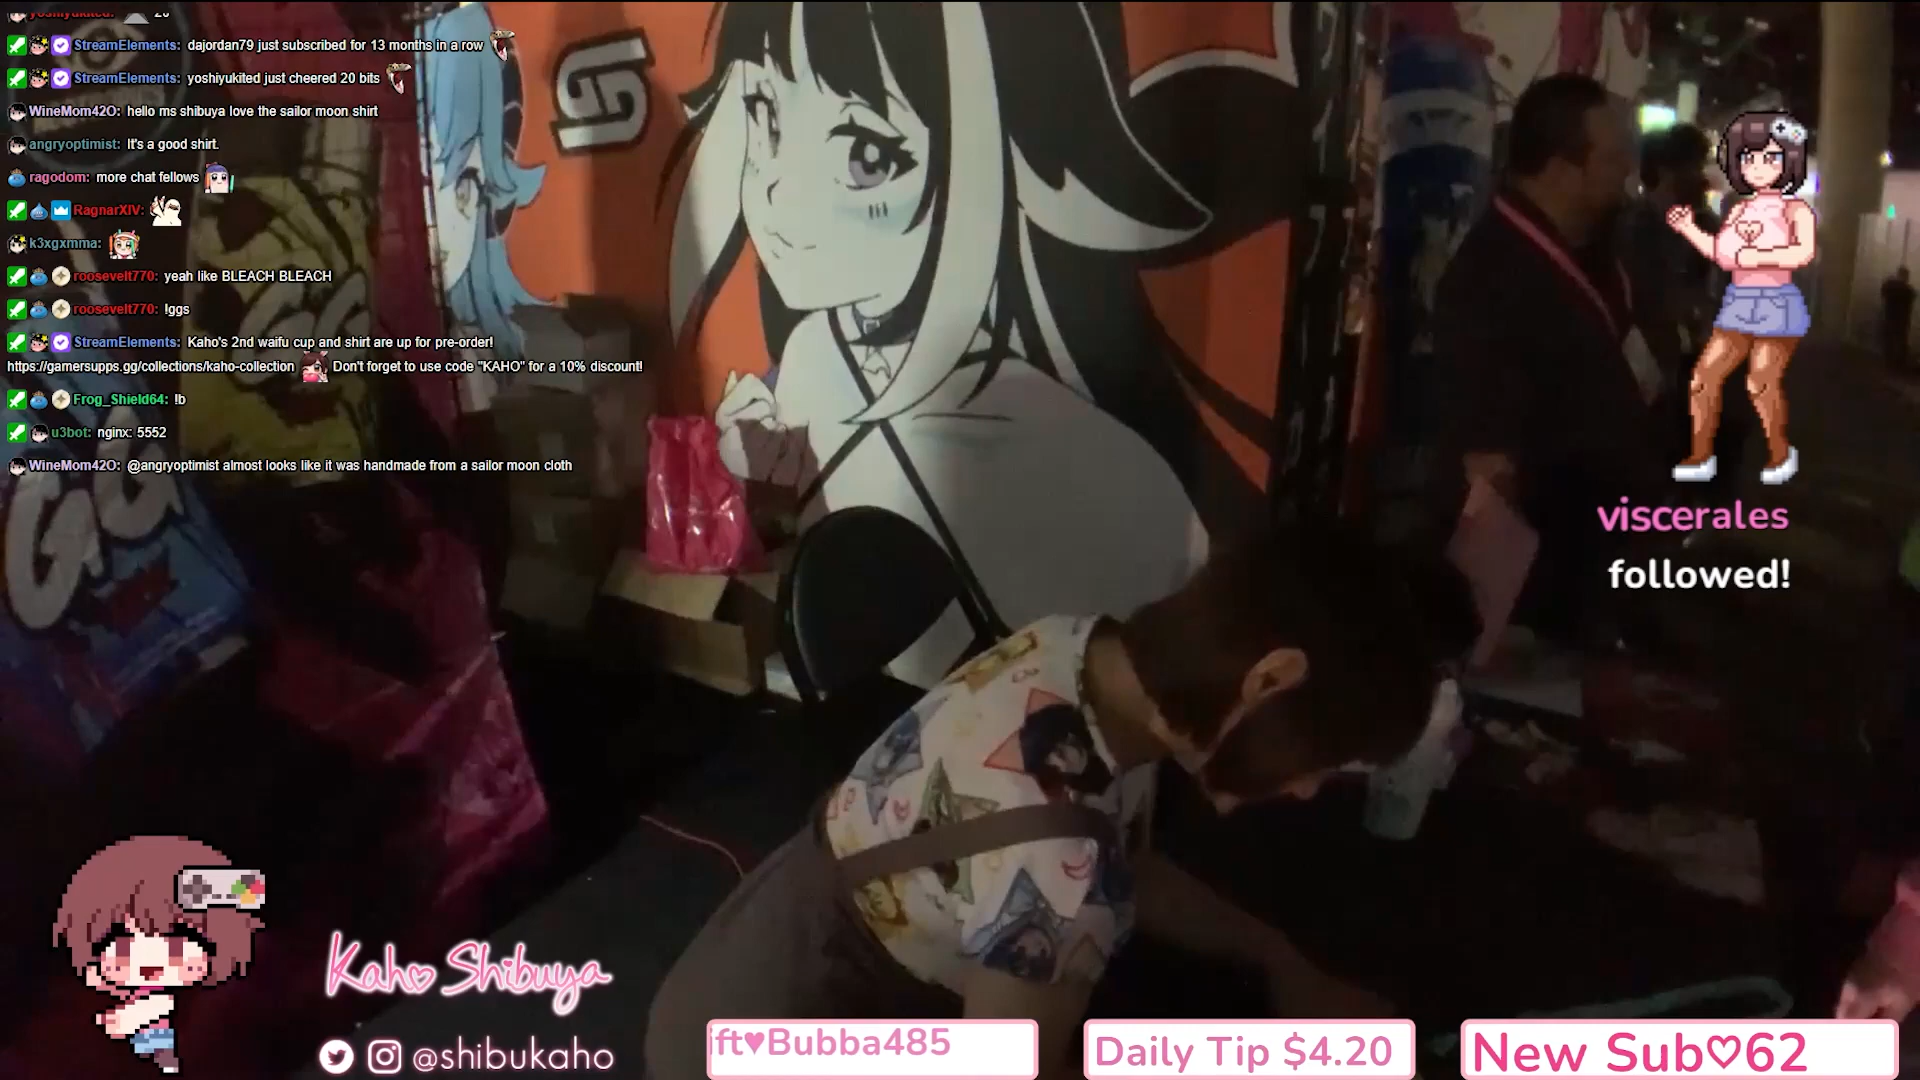 yoshiyukited: 20
StreamElements: dajordan79 just subscribed for 13 months in a row
StreamElements: yoshiyukited just cheered 20 bits
WineMom42O: hello ms shibuya love the sailor moon shirt
angryoptimist: It's a good shirt.
ragodom: more chat fellows
RagnarXIV:
k3xgxmma:
roosevelt770: yeah like BLEACH BLEACH
roosevelt770: !ggs
StreamElements: Kaho's 2nd waifu cup and shirt are up for pre-order!
https://gamersupps.gg/collections/kaho-collection Don't forget to use code "KAHO" for a 10% discount!
Frog_Shield64: !b
u3bot: nginx: 5552
WineMom42O: @angryoptimist almost looks like it was handmade from a sailor moon cloth
GG
viscerales
followed!
Kaho Shibuya
@shibukaho
ift♥Bubba485
Daily Tip $4.20
New Sub♡62